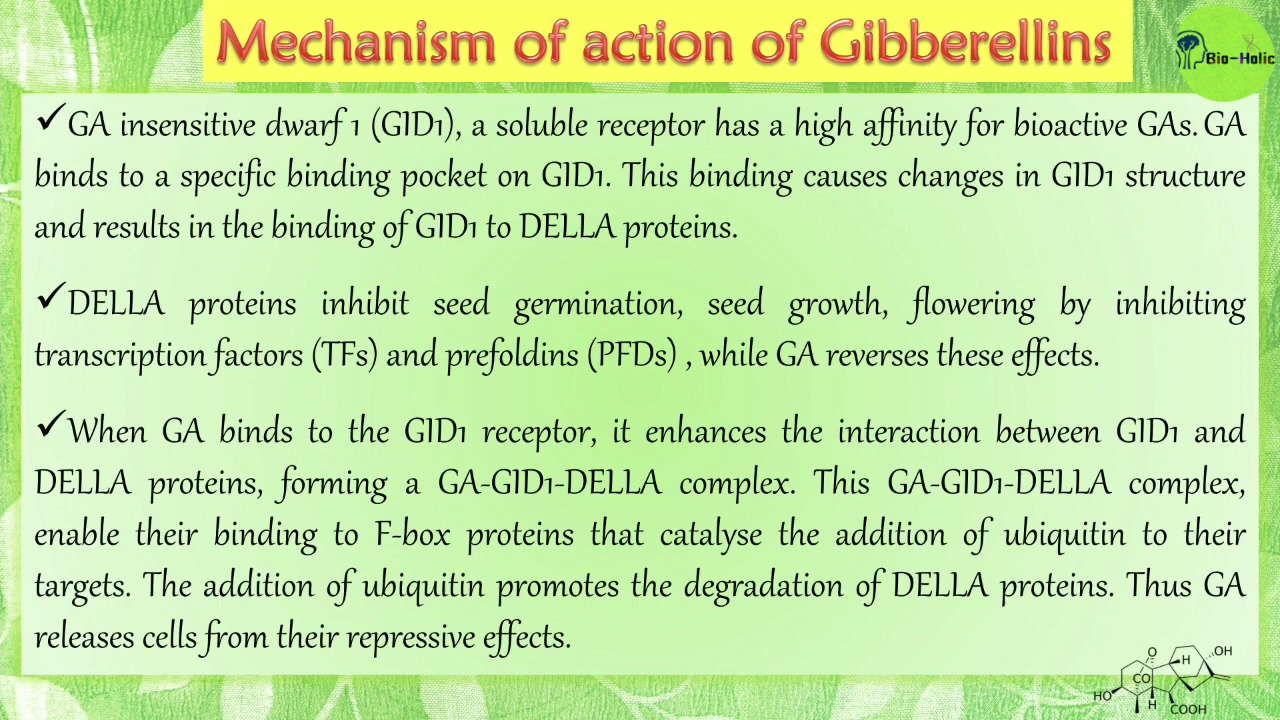 Mechanism of action of Gibberellins
Bio-Holic
✓GA insensitive dwarf 1 (GID1), a soluble receptor has a high affinity for bioactive GAs. GA
binds to a specific binding pocket on GID1. This binding causes changes in GID1 structure
and results in the binding of GID1 to DELLA proteins.
✓DELLA proteins inhibit seed germination, seed growth, flowering by inhibiting
transcription factors (TFs) and prefoldins (PFDs) , while GA reverses these effects.
✓When GA binds to the GID1 receptor, it enhances the interaction between GID1 and
DELLA proteins, forming a GA-GID1-DELLA complex. This GA-GID1-DELLA complex,
enable their binding to F-box proteins that catalyse the addition of ubiquitin to their
targets. The addition of ubiquitin promotes the degradation of DELLA proteins. Thus GA
releases cells from their repressive effects.
O
OH
H
CO
HO
H
COOH